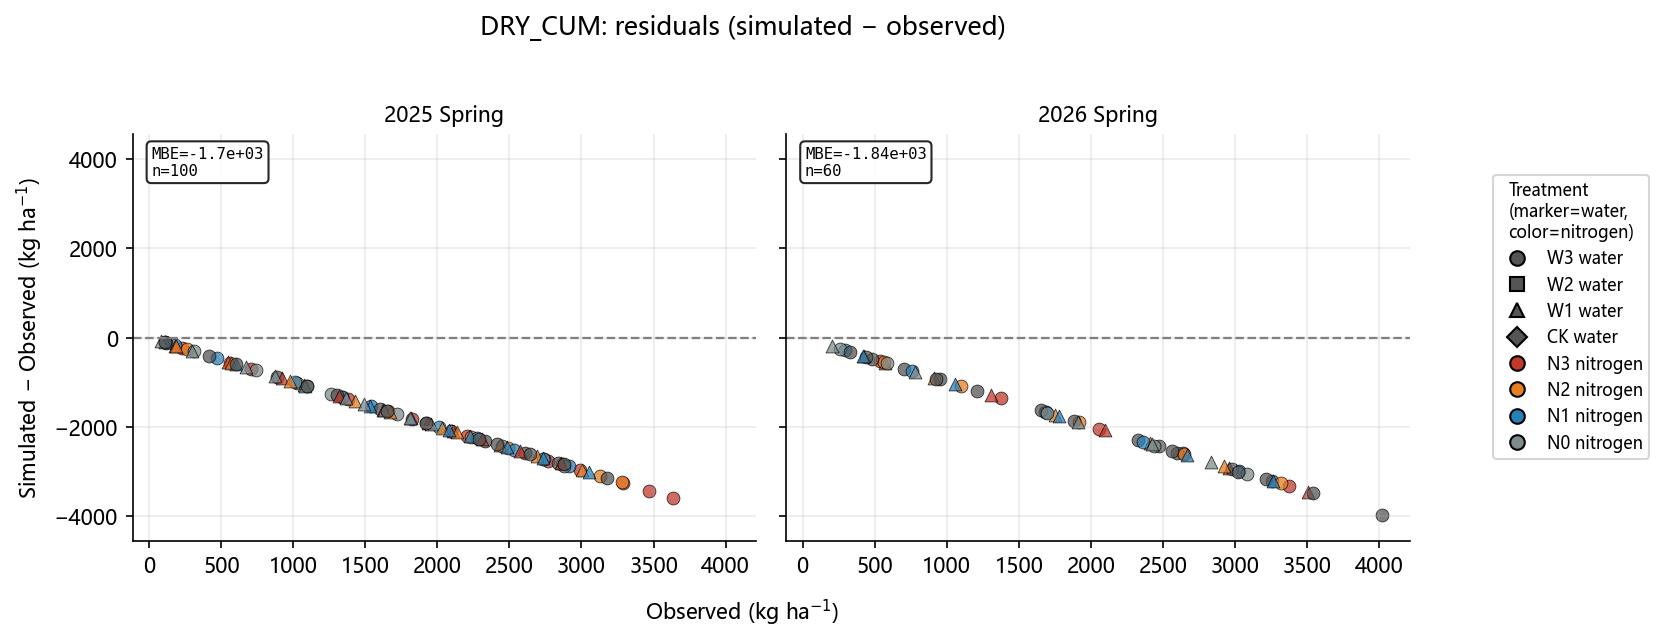 DRY_CUM: residuals (simulated − observed)
2025 Spring
2026 Spring
MBE=-1.7e+03
n=100
MBE=-1.84e+03
n=60
Simulated − Observed (kg ha⁻¹)
4000
2000
0
−2000
−4000
0 500 1000 1500 2000 2500 3000 3500 4000
0 500 1000 1500 2000 2500 3000 3500 4000
Observed (kg ha⁻¹)
Treatment
(marker=water,
color=nitrogen)
W3 water
W2 water
W1 water
CK water
N3 nitrogen
N2 nitrogen
N1 nitrogen
N0 nitrogen